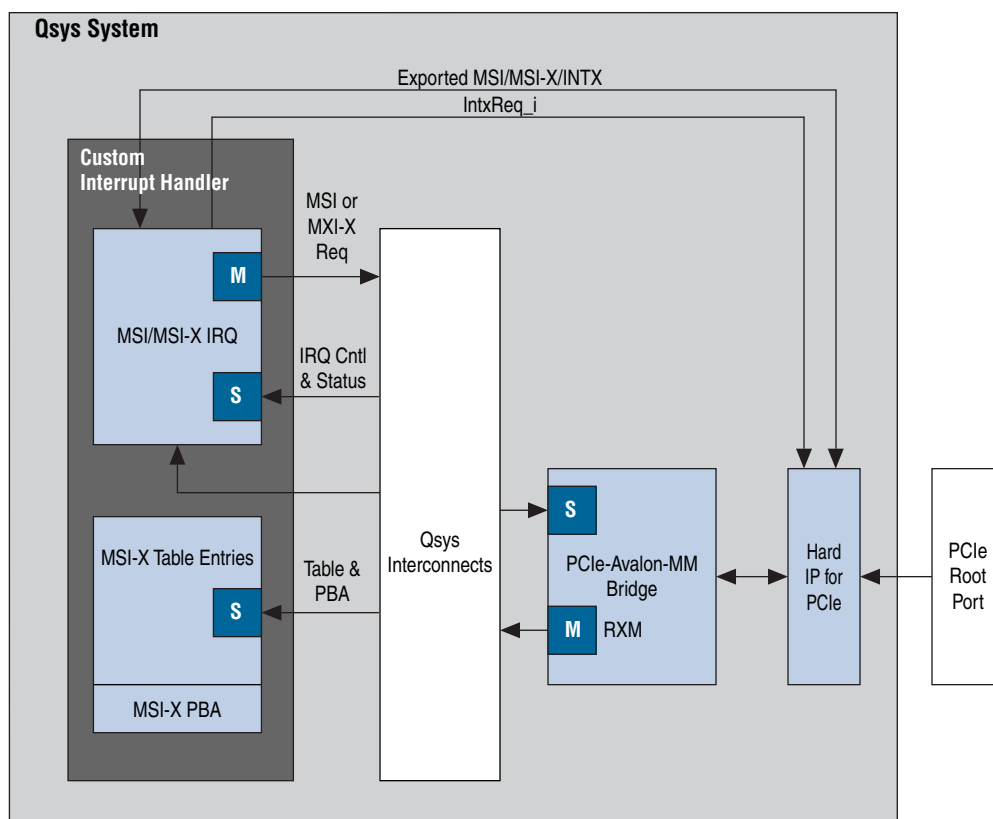 Qsys System
Exported MSI/MSI-X/INTX
IntxReq_i
Custom
Interrupt Handler
MSI or
MXI-X
Req
M
MSI/MSI-X IRQ
IRQ Cntl
& Status
S
MSI-X Table Entries
S
Table &
PBA
MSI-X PBA
Qsys
Interconnects
S
PCIe-Avalon-MM
Bridge
M
RXM
Hard
IP for
PCIe
PCIe
Root
Port